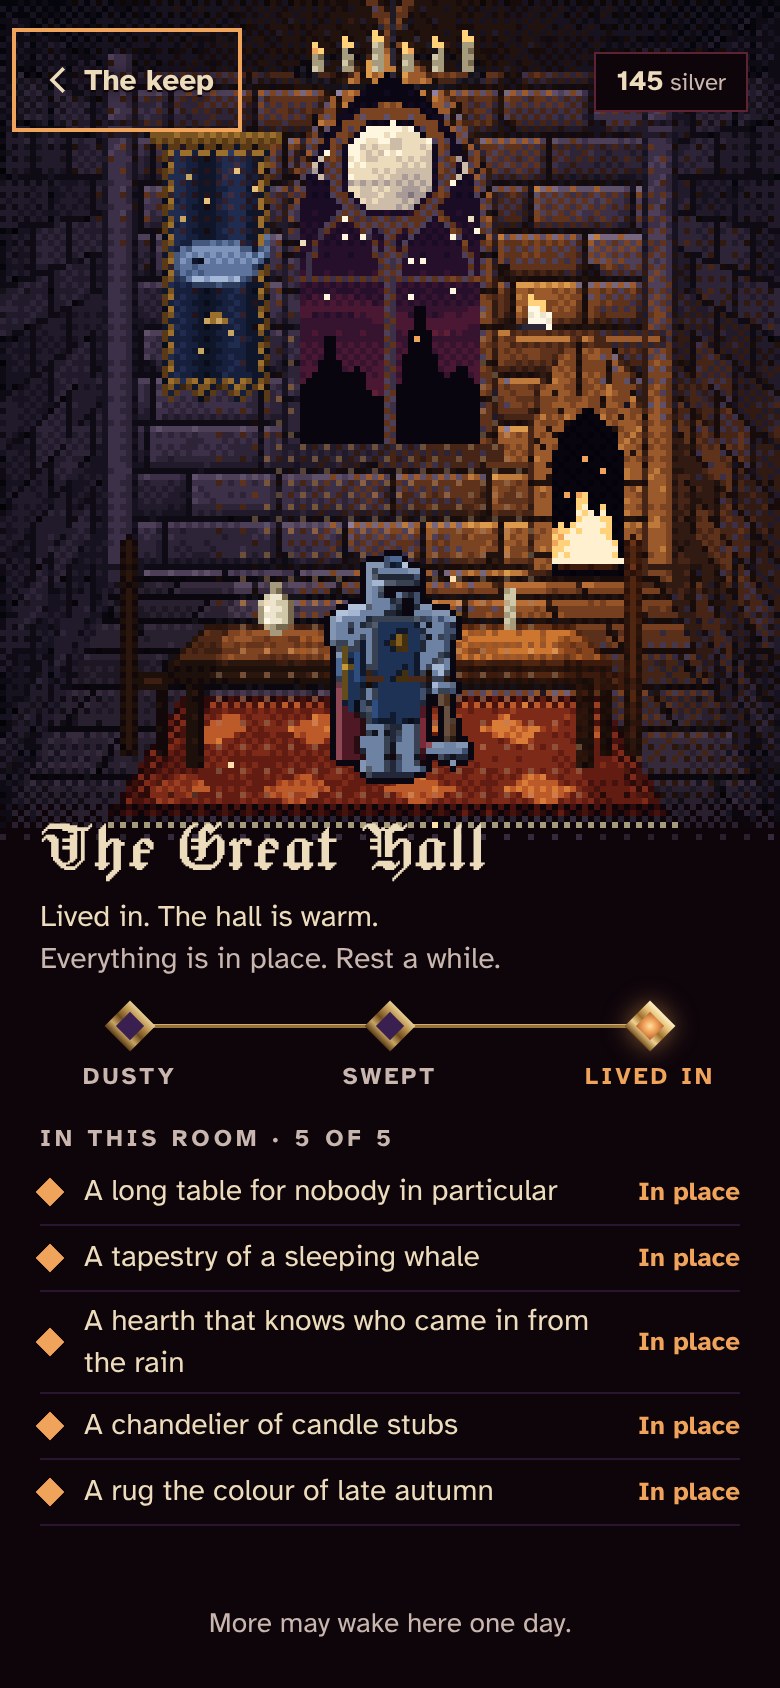 The keep
145 silver
The Great Hall
Lived in. The hall is warm.
Everything is in place. Rest a while.
DUSTY SWEPT LIVED IN
IN THIS ROOM · 5 OF 5
A long table for nobody in particular In place
A tapestry of a sleeping whale In place
A hearth that knows who came in from
the rain In place
A chandelier of candle stubs In place
A rug the colour of late autumn In place
More may wake here one day.